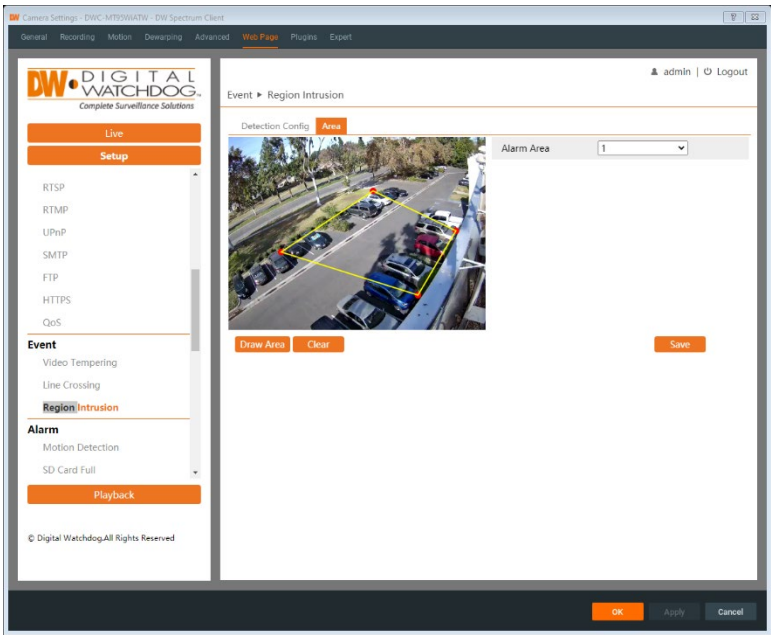 DW Camera Settings - DWC-MT95WiATW - DW Spectrum Client
General Recording Motion Dewarping Advanced Web Page Plugins Expert
DW DIGITAL
WATCHDOG
Complete Surveillance Solutions
admin | Logout
Event ▸ Region Intrusion
Live
Setup
Detection Config Area
Alarm Area 1
RTSP
RTMP
UPnP
SMTP
FTP
HTTPS
QoS
Event
Video Tempering
Line Crossing
Region Intrusion
Alarm
Motion Detection
SD Card Full
Playback
Draw Area Clear Save
© Digital Watchdog.All Rights Reserved
OK Apply Cancel